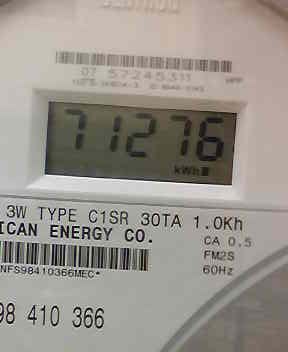 07 57245311
71276
kWh
3W TYPE C1SR 30TA 1.0Kh
ICAN ENERGY CO.
CA 0.5
FM2S
60Hz
NFS98410366MEC*
98 410 366